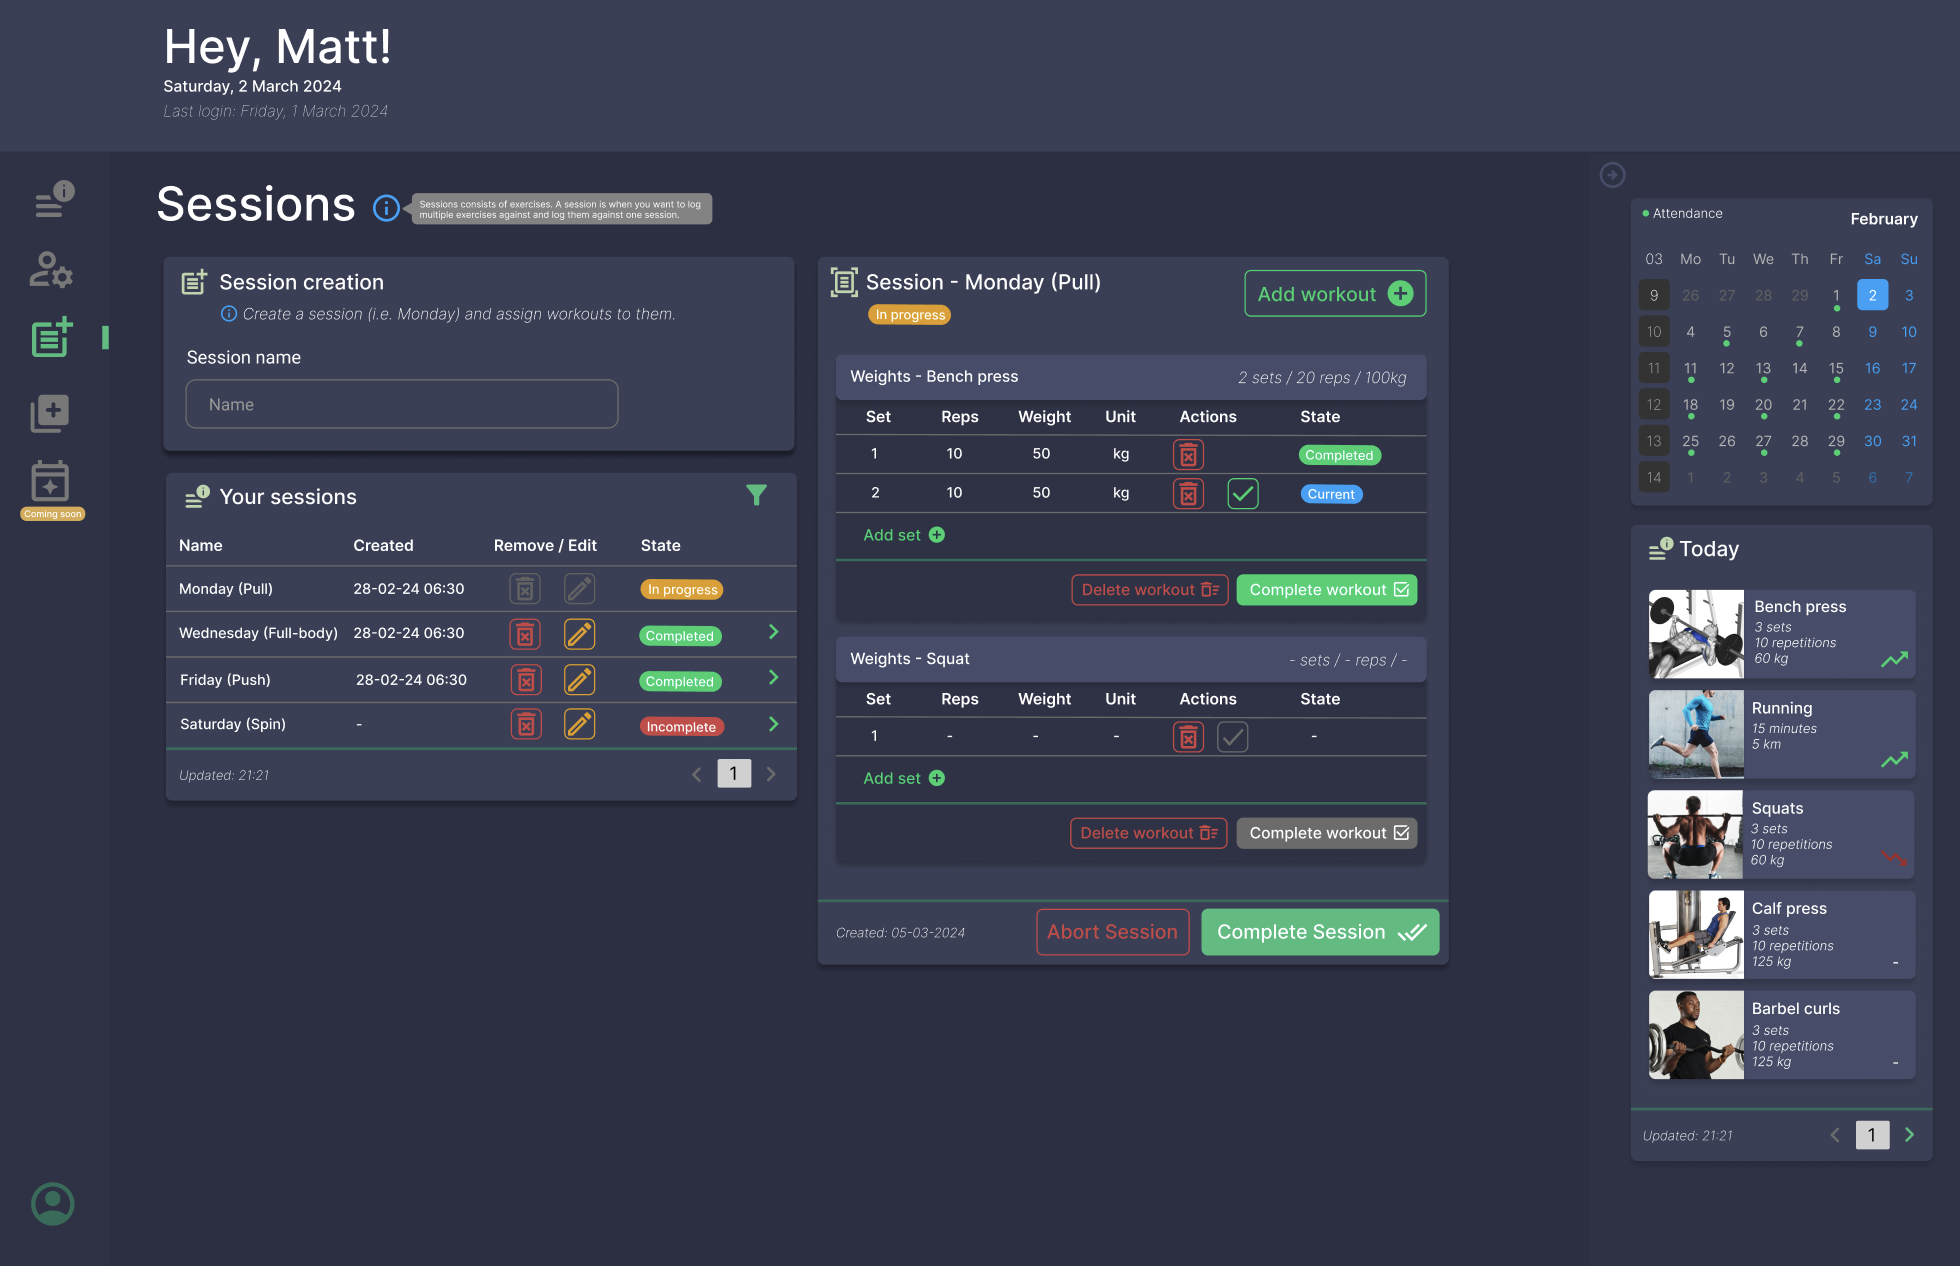 Hey, Matt!
Saturday, 2 March 2024
Last login: Friday, 1 March 2024
Coming soon
Sessions
Sessions consists of exercises. A session is when you want to log
multiple exercises against and log them against one session.
Session creation
Create a session (i.e. Monday) and assign workouts to them.
Session name
Name
Your sessions
Name Created Remove / Edit State
Monday (Pull) 28-02-24 06:30 In progress
Wednesday (Full-body) 28-02-24 06:30 Completed
Friday (Push) 28-02-24 06:30 Completed
Saturday (Spin) - Incomplete
Updated: 21:21 1
Session - Monday (Pull)
In progress
Add workout
Weights - Bench press 2 sets / 20 reps / 100kg
Set Reps Weight Unit Actions State
1 10 50 kg Completed
2 10 50 kg Current
Add set
Delete workout Complete workout
Weights - Squat - sets / - reps / -
Set Reps Weight Unit Actions State
1 - - - -
Add set
Delete workout Complete workout
Created: 05-03-2024 Abort Session Complete Session
Attendance February
03 Mo Tu We Th Fr Sa Su
9 26 27 28 29 1 2 3
10 4 5 6 7 8 9 10
11 11 12 13 14 15 16 17
12 18 19 20 21 22 23 24
13 25 26 27 28 29 30 31
14 1 2 3 4 5 6 7
Today
Bench press
3 sets
10 repetitions
60 kg
Running
15 minutes
5 km
Squats
3 sets
10 repetitions
60 kg
Calf press
3 sets
10 repetitions
125 kg -
Barbel curls
3 sets
10 repetitions
125 kg -
Updated: 21:21 1